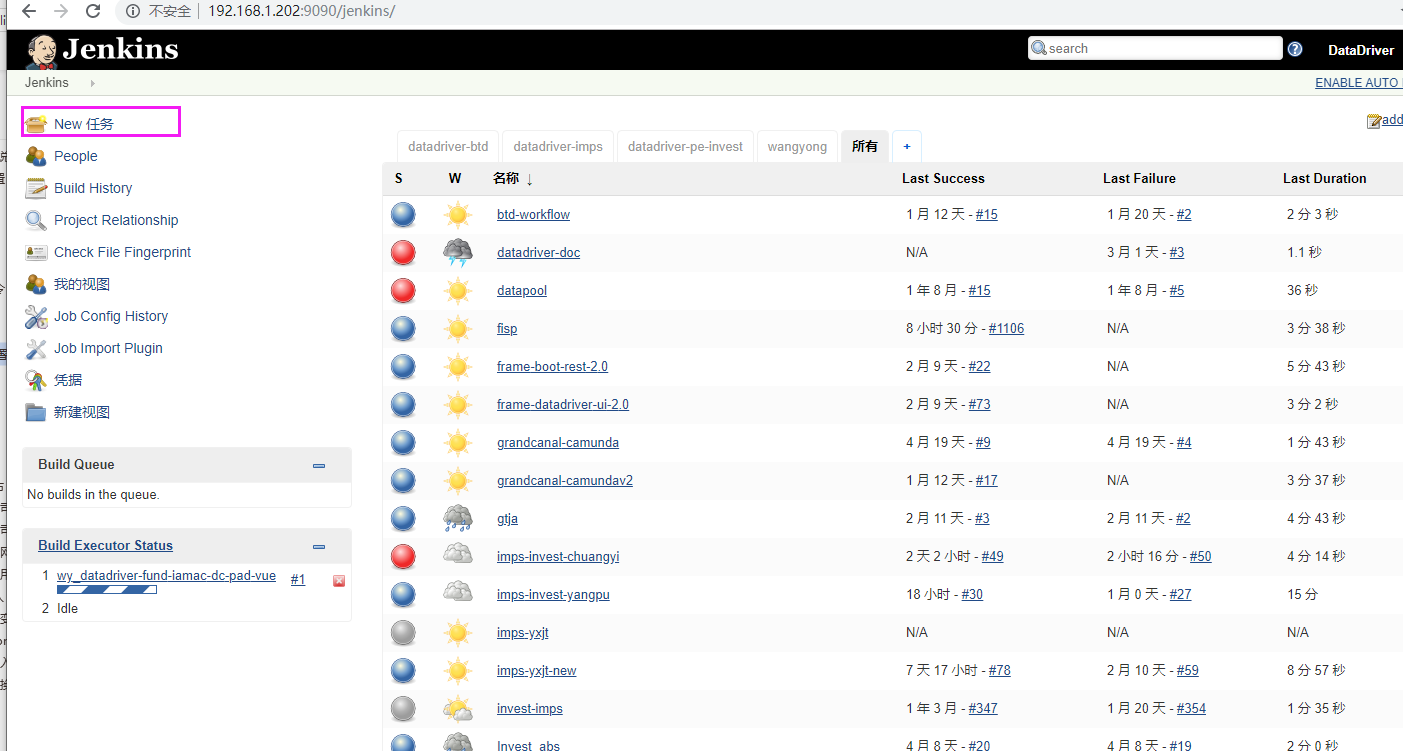 不安全 | 192.168.1.202:9090/jenkins/
Jenkins
search
DataDriver
Jenkins
ENABLE AUTO
New 任务
add
People
Build History
Project Relationship
Check File Fingerprint
我的视图
Job Config History
Job Import Plugin
凭据
新建视图
Build Queue
No builds in the queue.
Build Executor Status
1 wy_datadriver-fund-iamac-dc-pad-vue #1
2 Idle
datadriver-btd datadriver-imps datadriver-pe-invest wangyong 所有 +
S W 名称 ↓ Last Success Last Failure Last Duration
btd-workflow 1 月 12 天 - #15 1 月 20 天 - #2 2 分 3 秒
datadriver-doc N/A 3 月 1 天 - #3 1.1 秒
datapool 1 年 8 月 - #15 1 年 8 月 - #5 36 秒
fisp 8 小时 30 分 - #1106 N/A 3 分 38 秒
frame-boot-rest-2.0 2 月 9 天 - #22 N/A 5 分 43 秒
frame-datadriver-ui-2.0 2 月 9 天 - #73 N/A 3 分 2 秒
grandcanal-camunda 4 月 19 天 - #9 4 月 19 天 - #4 1 分 43 秒
grandcanal-camundav2 1 月 12 天 - #17 N/A 3 分 37 秒
gtja 2 月 11 天 - #3 2 月 11 天 - #2 4 分 43 秒
imps-invest-chuangyi 2 天 2 小时 - #49 2 小时 16 分 - #50 4 分 14 秒
imps-invest-yangpu 18 小时 - #30 1 月 0 天 - #27 15 分
imps-yxjt N/A N/A N/A
imps-yxjt-new 7 天 17 小时 - #78 2 月 10 天 - #59 8 分 57 秒
invest-imps 1 年 3 月 - #347 1 月 20 天 - #354 1 分 35 秒
Invest_abs 4 月 8 天 - #20 4 月 8 天 - #19 2 分 0 秒